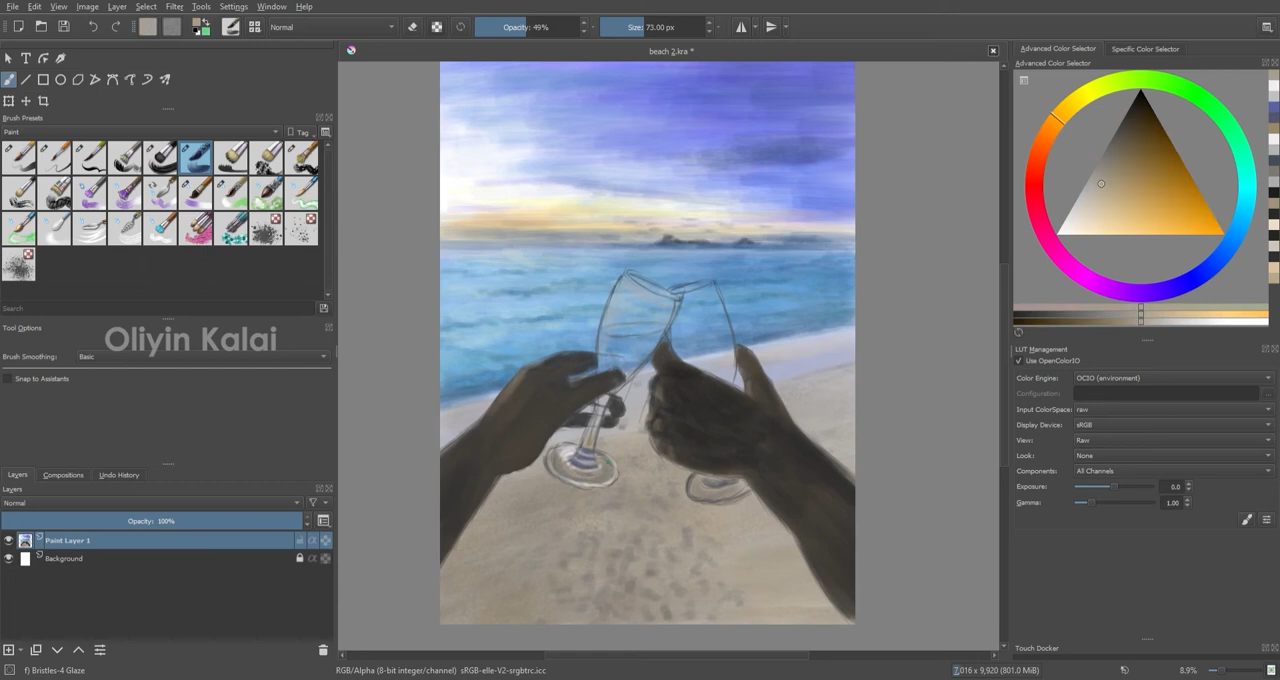 File Edit View Image Layer Select Filter Tools Settings Window Help
Normal Opacity: 49% Size: 73.00 px
beach 2.kra *
Advanced Color Selector Specific Color Selector
Advanced Color Selector
Brush Presets
Paint Tag
Search
Tool Options
Oliyin Kalai
Brush Smoothing: Basic
Snap to Assistants
LUT Management
Use OpenColorIO
Color Engine: OCIO (environment)
Configuration: ...
Input ColorSpace: raw
Display Device: sRGB
View: Raw
Look: None
Components: All Channels
Exposure: 0.0
Gamma: 1.00
Layers Compositions Undo History
Layers
Normal
Opacity: 100%
Paint Layer 1
Background
Touch Docker
f) Bristles-4 Glaze
RGB/Alpha (8-bit integer/channel) sRGB-elle-V2-srgbtrc.icc
7,016 x 9,920 (801.0 MiB)
8.9%